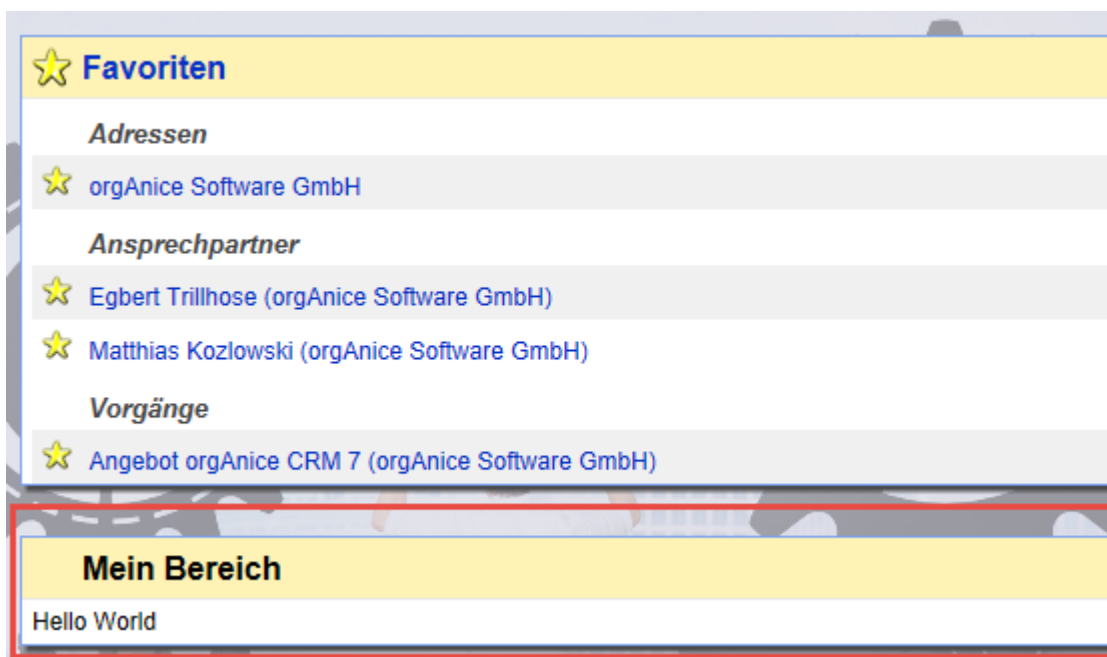 Favoriten
Adressen
orgAnice Software GmbH
Ansprechpartner
Egbert Trillhose (orgAnice Software GmbH)
Matthias Kozlowski (orgAnice Software GmbH)
Vorgänge
Angebot orgAnice CRM 7 (orgAnice Software GmbH)
Mein Bereich
Hello World